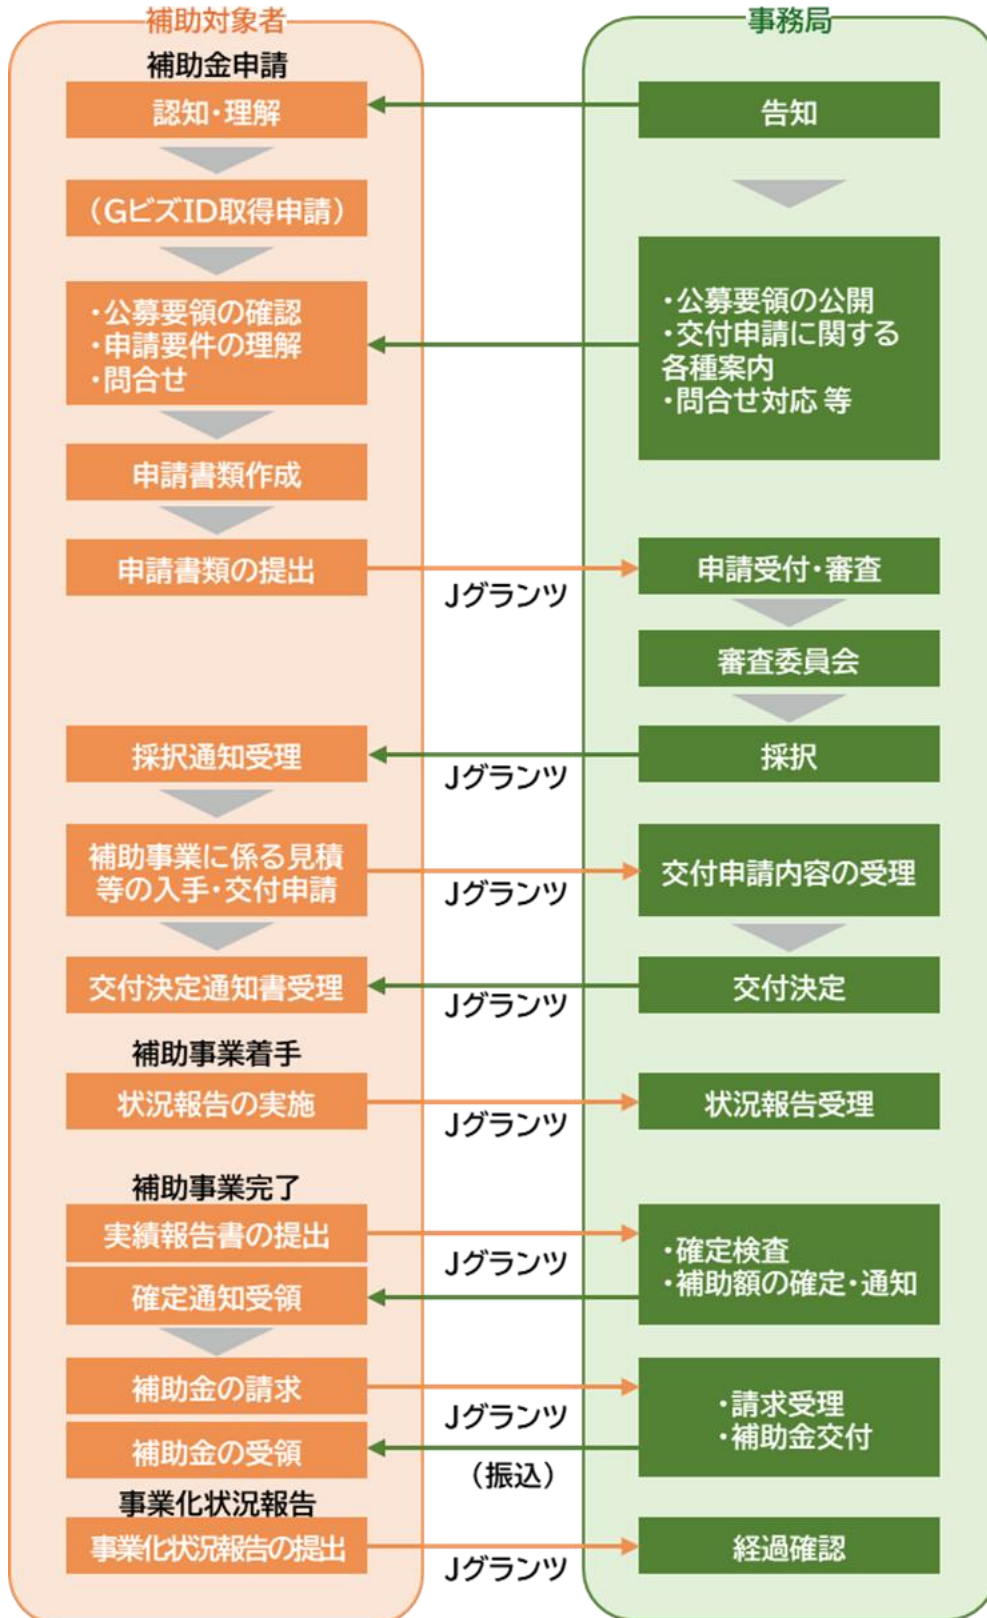 補助対象者
事務局
補助金申請
認知・理解
告知
（GビズID取得申請）
・公募要領の確認
・申請要件の理解
・問合せ
・公募要領の公開
・交付申請に関する
各種案内
・問合せ対応 等
申請書類作成
申請書類の提出
Jグランツ
申請受付・審査
審査委員会
採択通知受理
Jグランツ
採択
補助事業に係る見積
等の入手・交付申請
Jグランツ
交付申請内容の受理
交付決定通知書受理
Jグランツ
交付決定
補助事業着手
状況報告の実施
Jグランツ
状況報告受理
補助事業完了
実績報告書の提出
Jグランツ
確定通知受領
・確定検査
・補助額の確定・通知
補助金の請求
Jグランツ
補助金の受領
（振込）
・請求受理
・補助金交付
事業化状況報告
事業化状況報告の提出
Jグランツ
経過確認